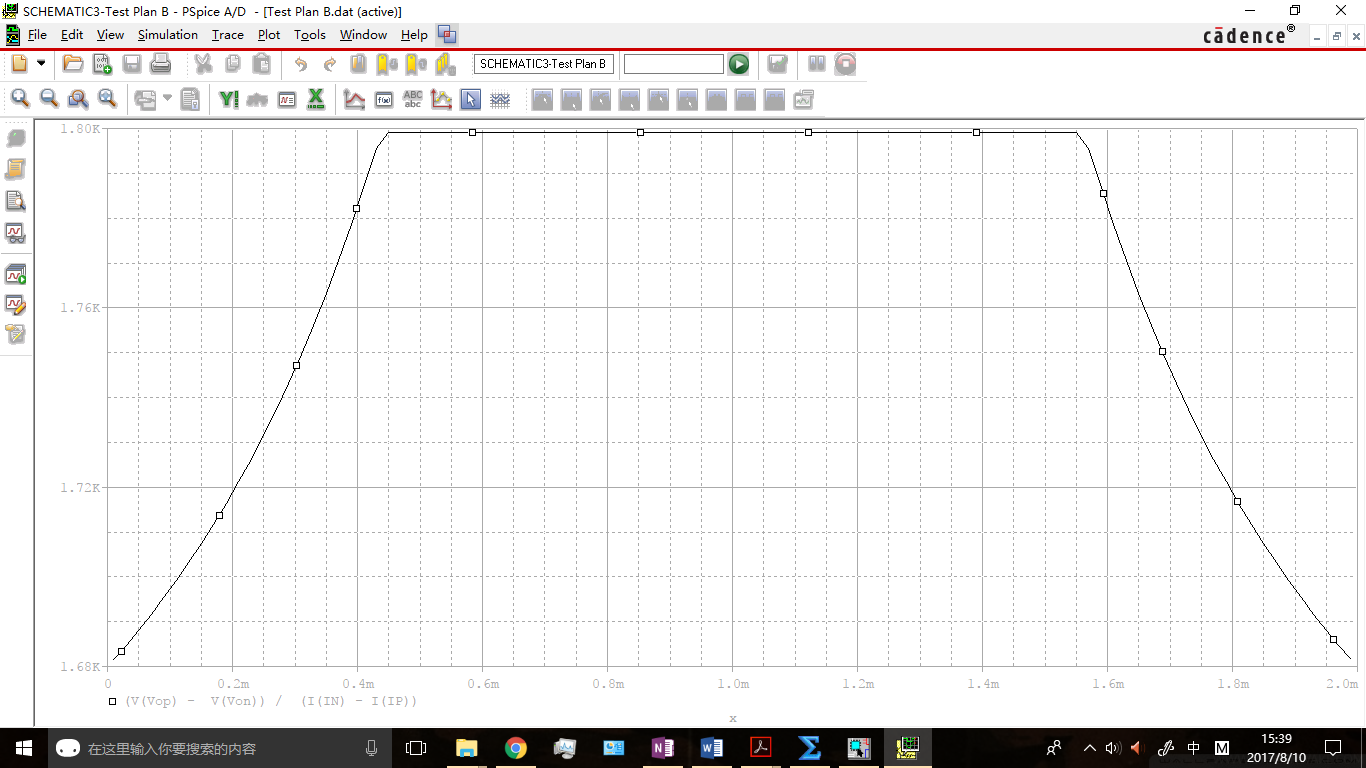 SCHEMATIC3-Test Plan B - PSpice A/D - [Test Plan B.dat (active)]
File Edit View Simulation Trace Plot Tools Window Help
cādence®
SCHEMATIC3-Test Plan B
ABC
abc
1.80K
1.76K
1.72K
1.68K
0 0.2m 0.4m 0.6m 0.8m 1.0m 1.2m 1.4m 1.6m 1.8m 2.0m
(V(Vop) - V(Von)) / (I(IN) - I(IP))
x
在这里输入你要搜索的内容
中
M
15:39
2017/8/10